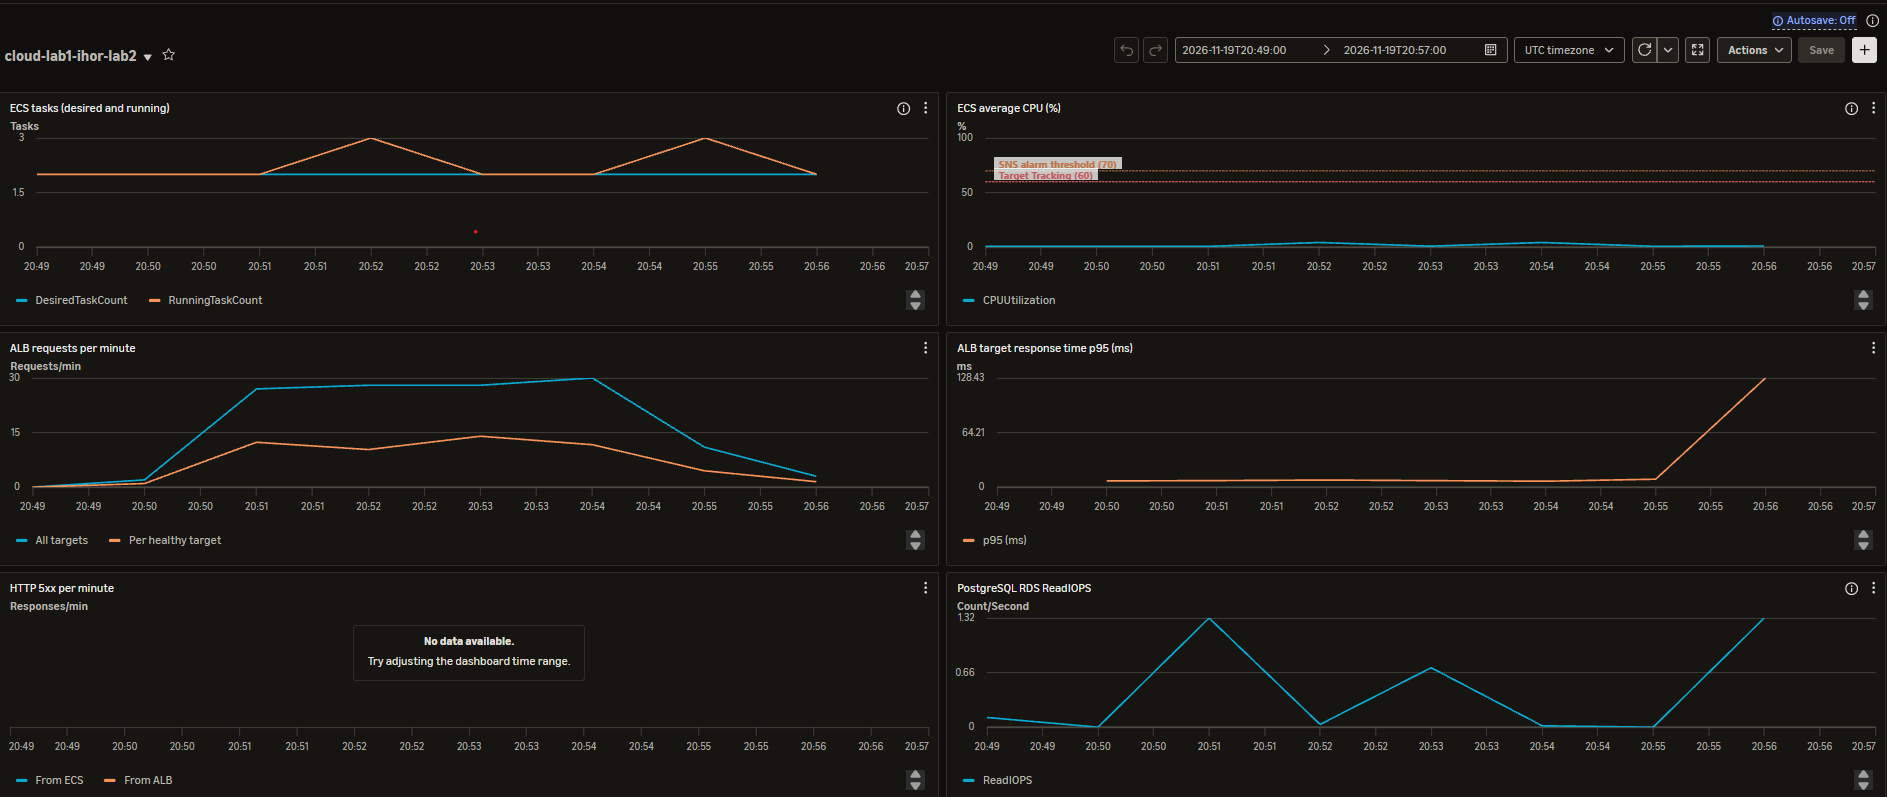 Autosave: Off
cloud-lab1-ihor-lab2
2026-11-19T20:49:00
2026-11-19T20:57:00
UTC timezone
Actions
Save
ECS tasks (desired and running)
Tasks
3
1.5
0
20:49 20:49 20:50 20:50 20:51 20:51 20:52 20:52 20:53 20:53 20:54 20:54 20:55 20:55 20:56 20:56 20:57
DesiredTaskCount RunningTaskCount
ECS average CPU (%)
%
100
SNS alarm threshold (70)
Target Tracking (60)
50
0
20:49 20:49 20:50 20:50 20:51 20:51 20:52 20:52 20:53 20:53 20:54 20:54 20:55 20:55 20:56 20:56 20:57
CPUUtilization
ALB requests per minute
Requests/min
30
15
0
20:49 20:49 20:50 20:50 20:51 20:51 20:52 20:52 20:53 20:53 20:54 20:54 20:55 20:55 20:56 20:56 20:57
All targets Per healthy target
ALB target response time p95 (ms)
ms
128.43
64.21
0
20:49 20:49 20:50 20:50 20:51 20:51 20:52 20:52 20:53 20:53 20:54 20:54 20:55 20:55 20:56 20:56 20:57
p95 (ms)
HTTP 5xx per minute
Responses/min
No data available.
Try adjusting the dashboard time range.
20:49 20:49 20:50 20:50 20:51 20:51 20:52 20:52 20:53 20:53 20:54 20:54 20:55 20:55 20:56 20:56 20:57
From ECS From ALB
PostgreSQL RDS ReadIOPS
Count/Second
1.32
0.66
0
20:49 20:49 20:50 20:50 20:51 20:51 20:52 20:52 20:53 20:53 20:54 20:54 20:55 20:55 20:56 20:56 20:57
ReadIOPS